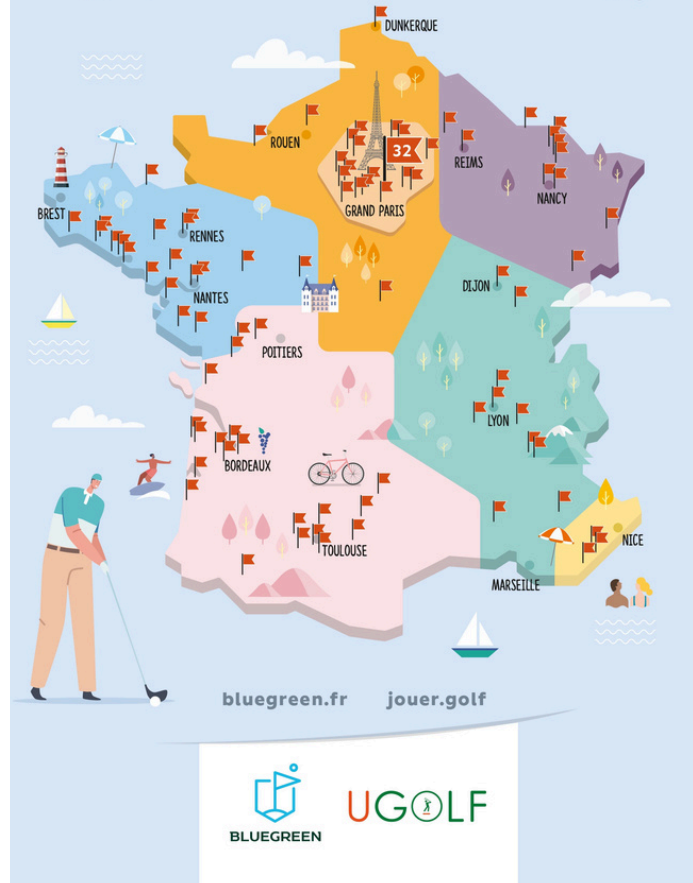 DUNKERQUE
ROUEN
32
REIMS
GRAND PARIS
NANCY
BREST
RENNES
NANTES
DIJON
POITIERS
LYON
BORDEAUX
TOULOUSE
NICE
MARSEILLE
bluegreen.fr jouer.golf
BLUEGREEN
UGOLF